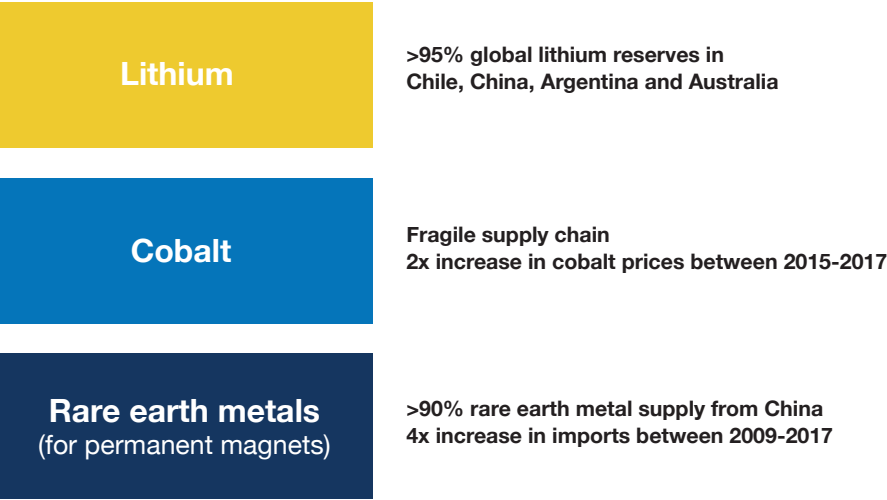 Lithium
>95% global lithium reserves in
Chile, China, Argentina and Australia
Cobalt
Fragile supply chain
2x increase in cobalt prices between 2015-2017
Rare earth metals
(for permanent magnets)
>90% rare earth metal supply from China
4x increase in imports between 2009-2017